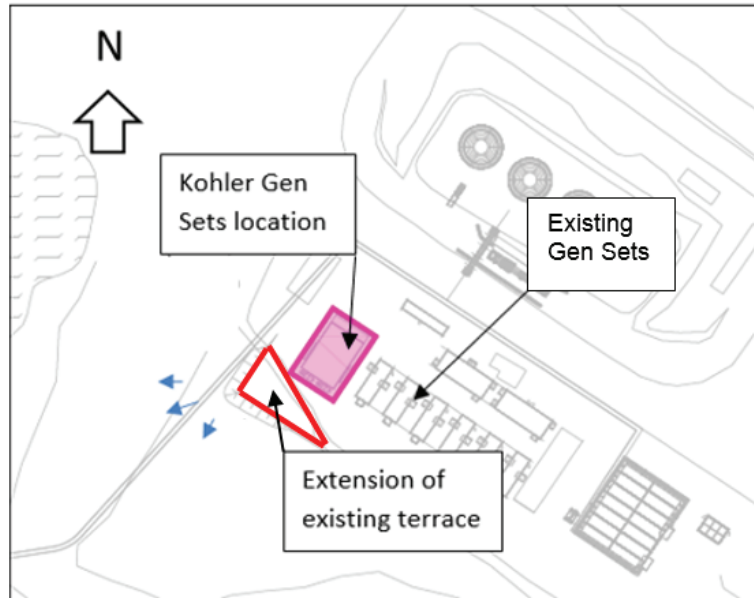 N
Kohler Gen
Sets location
Existing
Gen Sets
Extension of
existing terrace